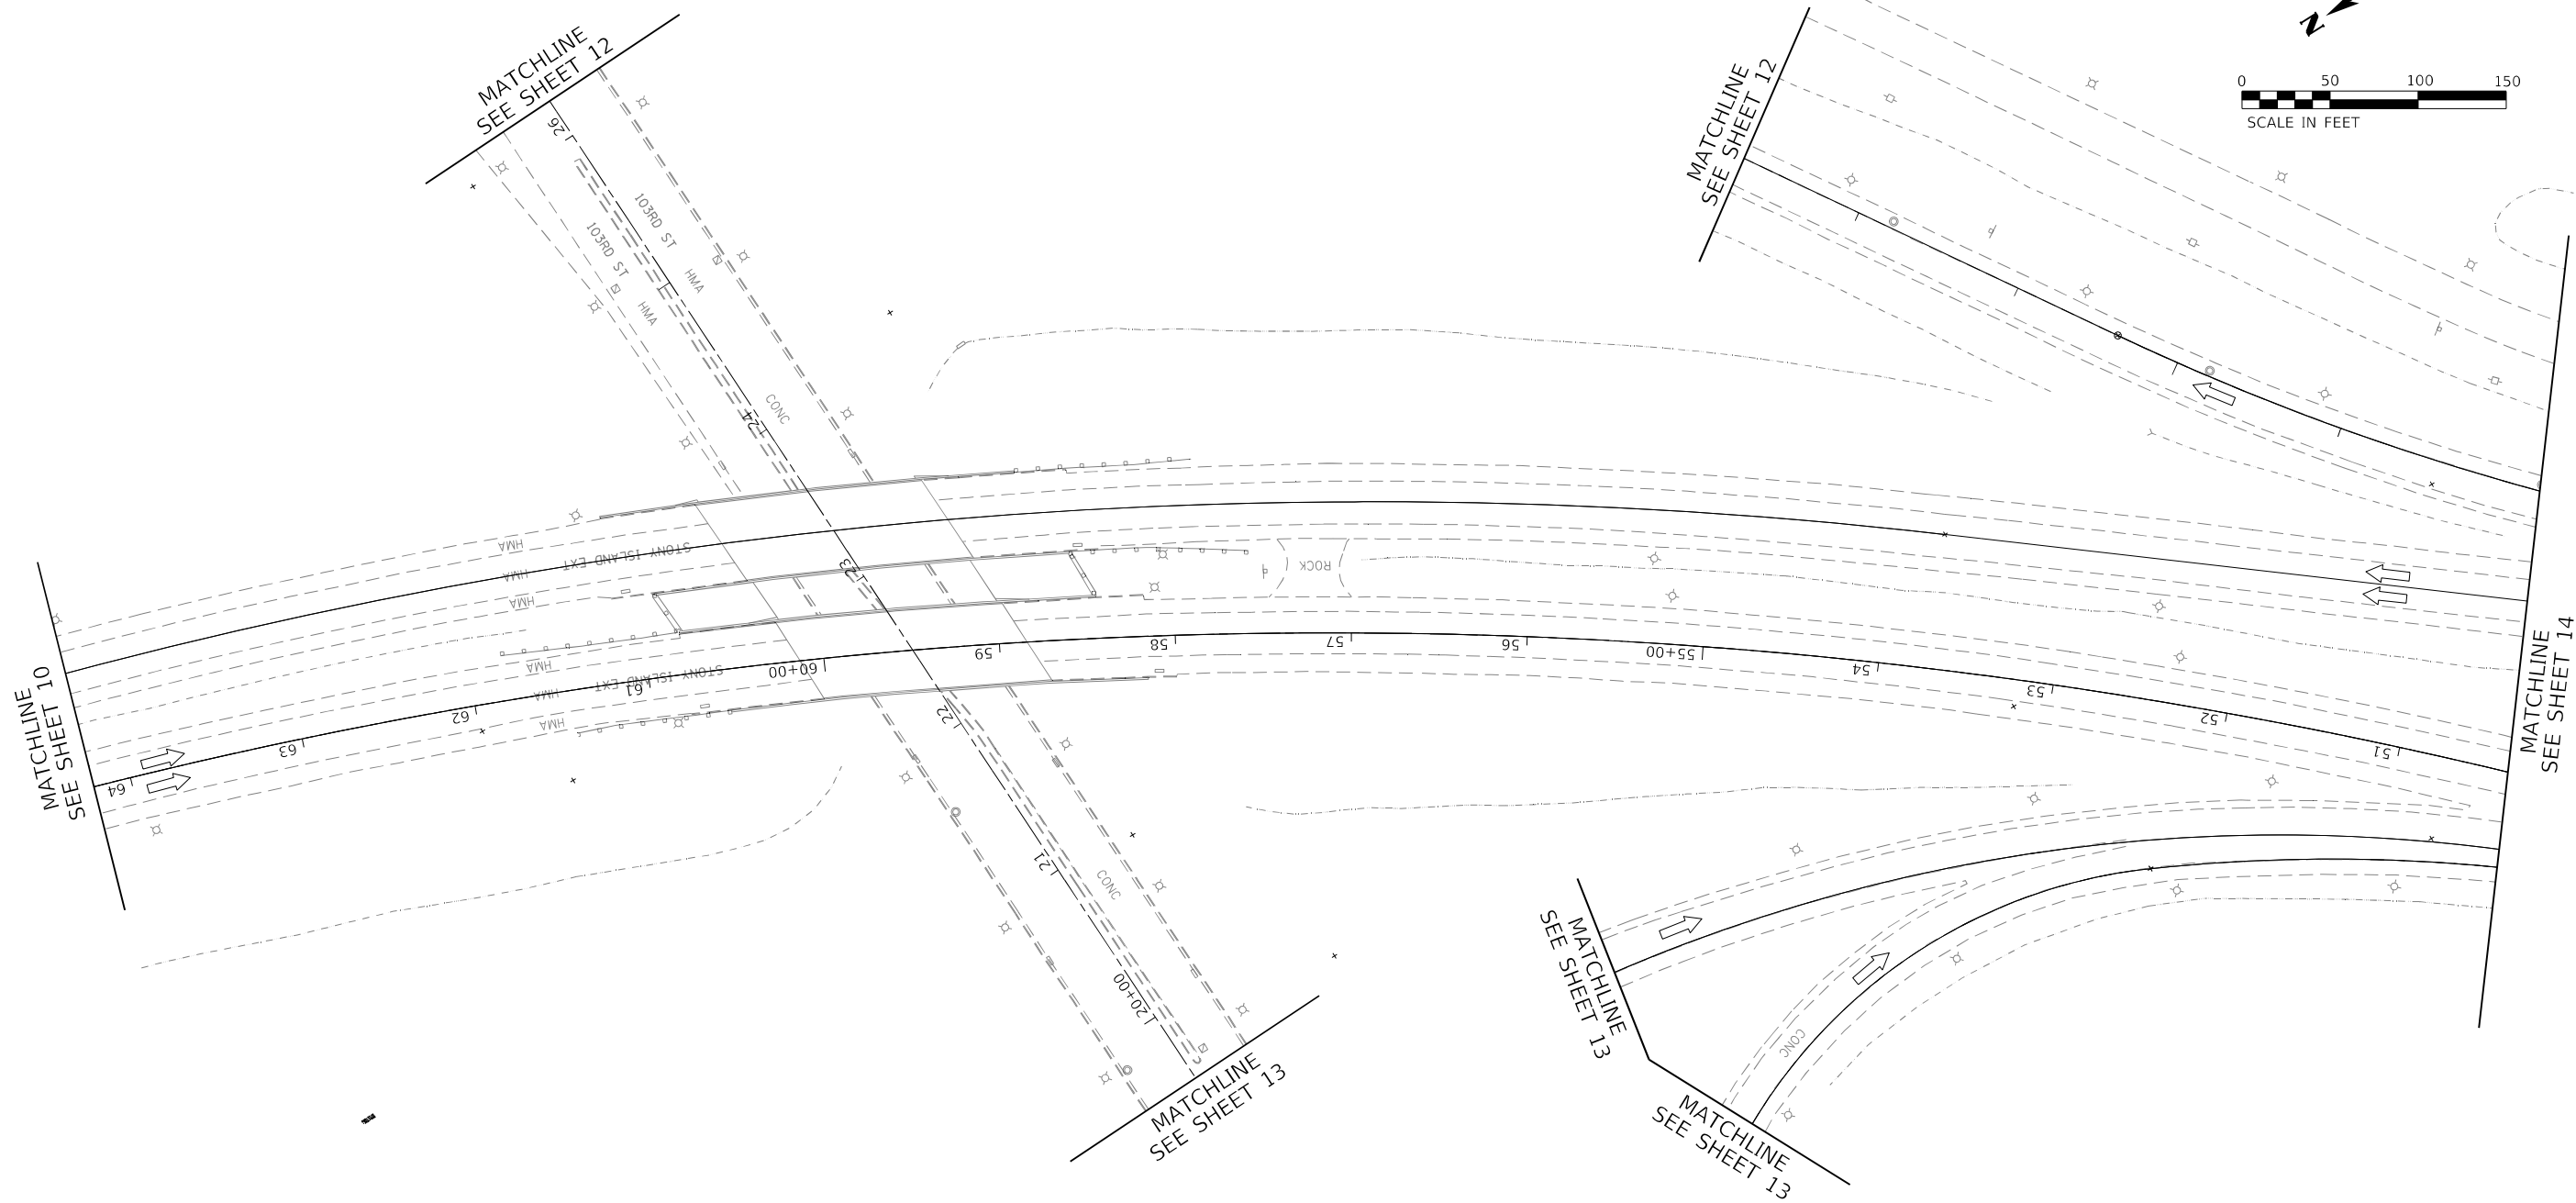 MATCHLINE
SEE SHEET 12
MATCHLINE
SEE SHEET 12
N
0 50 100 150
SCALE IN FEET
26
103RD ST
103RD ST
HMA
HMA
CONC
24
23
HMA
STONY ISLAND EXT
HMA
HMA
ROCK
HMA
STONY ISLAND EXT
HMA
HMA
MATCHLINE
SEE SHEET 10
64
63
62
61
60+00
59
58
57
56
55+00
54
53
52
51
MATCHLINE
SEE SHEET 14
22
21
CONC
20+00
MATCHLINE
SEE SHEET 13
MATCHLINE
SEE SHEET 13
CONC
MATCHLINE
SEE SHEET 13